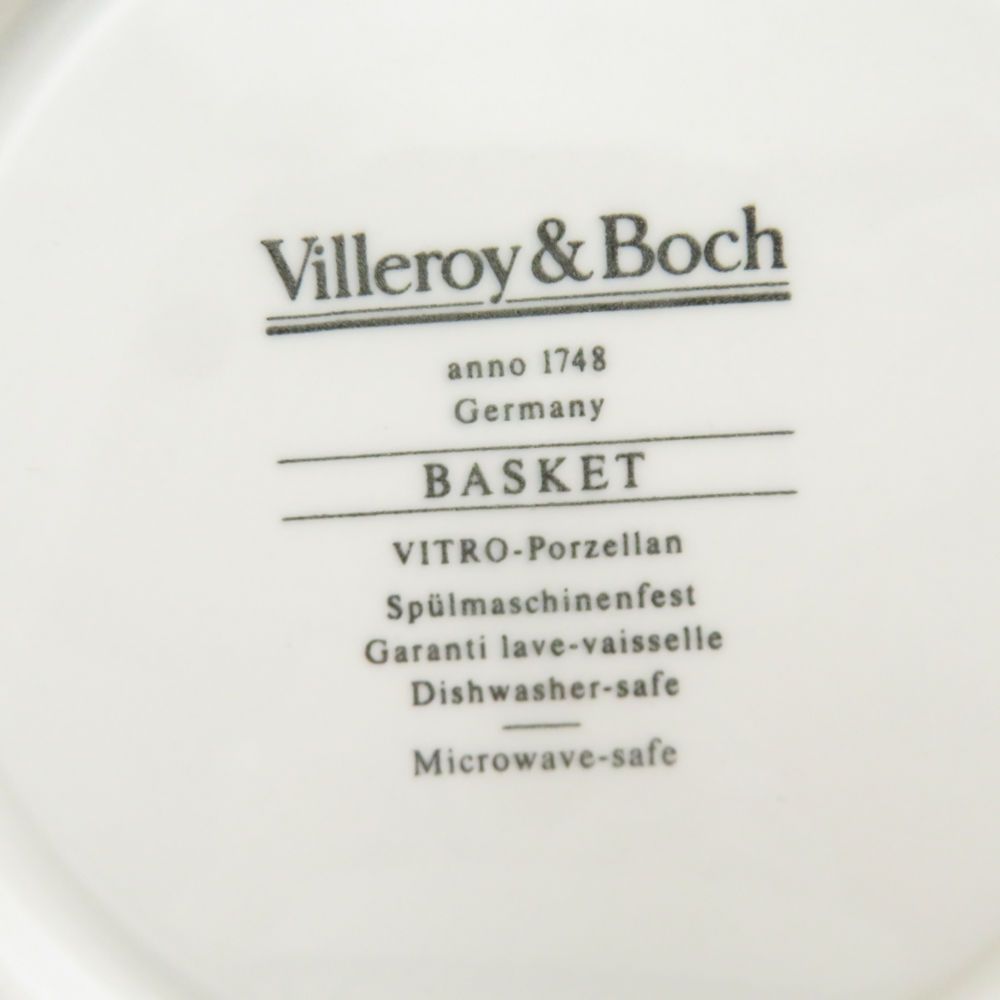 Villeroy & Boch
anno 1748
Germany
BASKET
VITRO-Porzellan
Spülmaschinenfest
Garanti lave-vaisselle
Dishwasher-safe
Microwave-safe